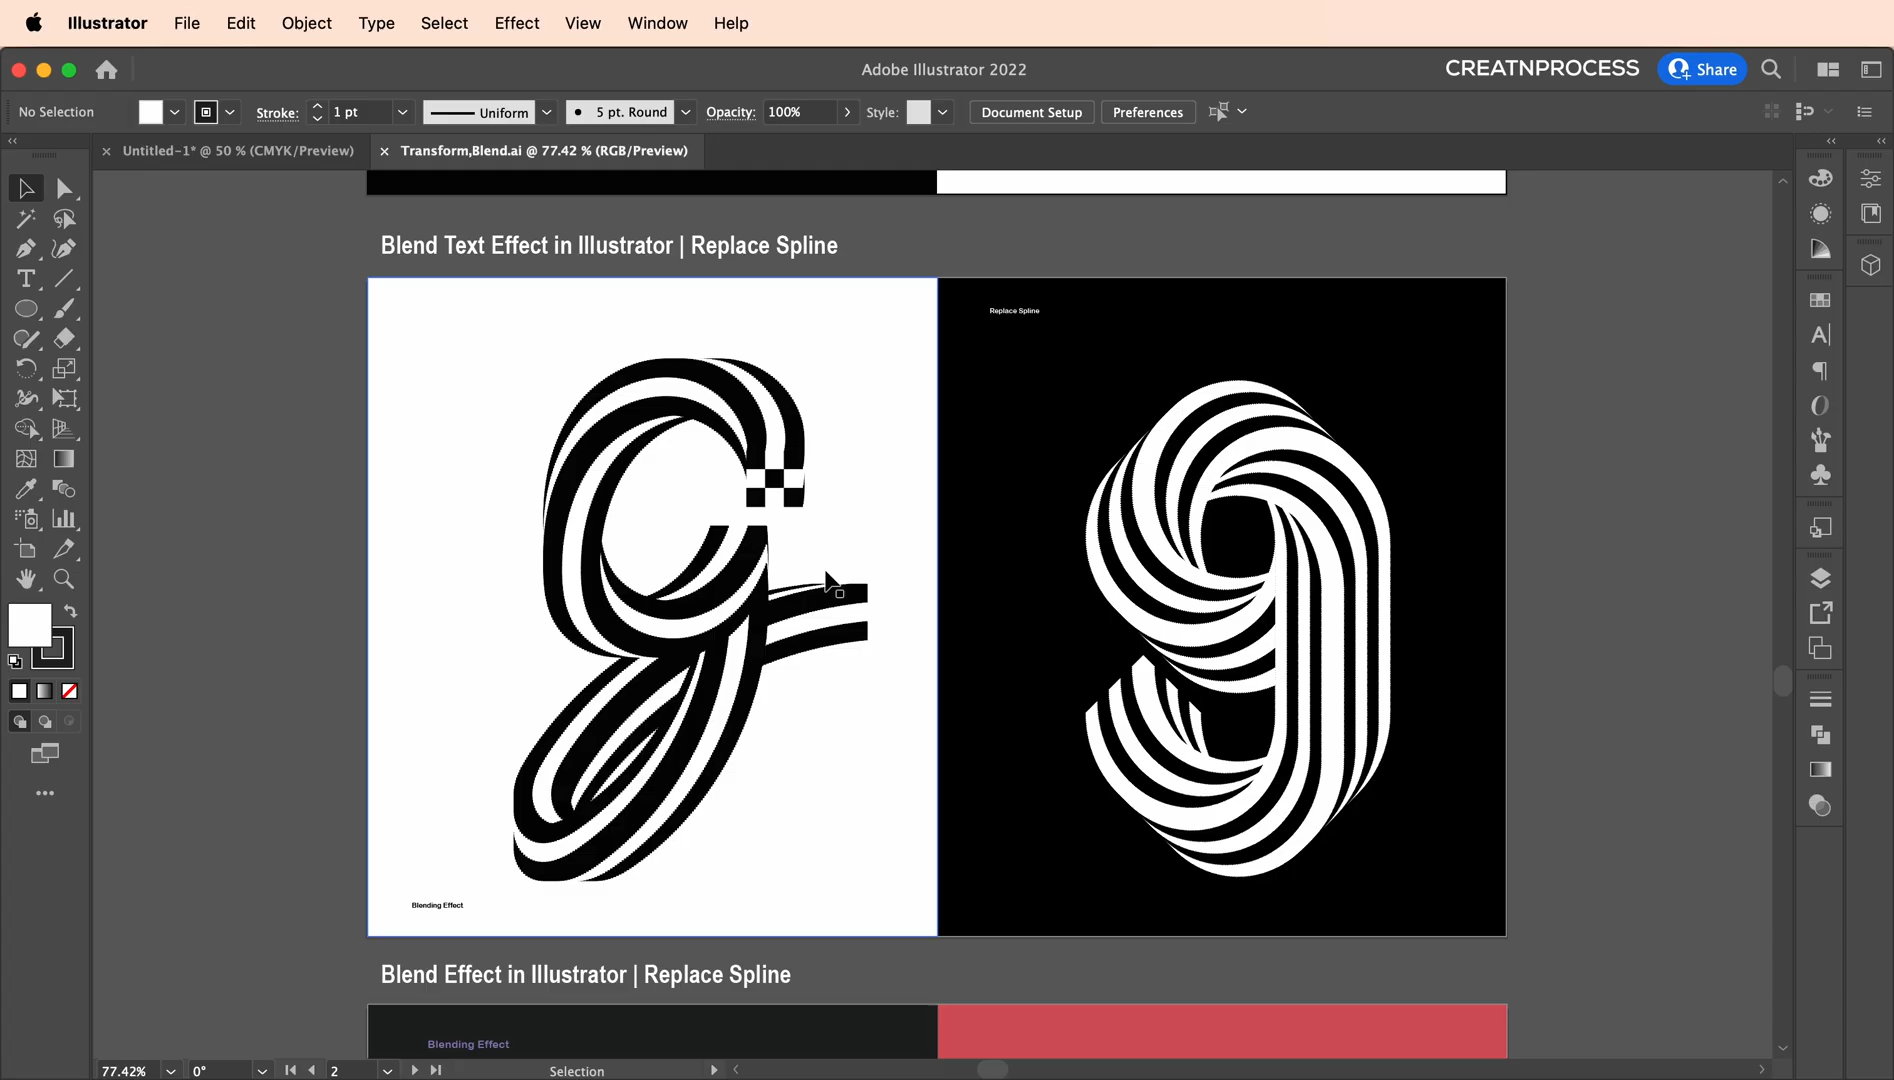 Illustrator File Edit Object Type Select Effect View Window Help
Adobe Illustrator 2022
CREATNPROCESS
Share
No Selection
Stroke:
1 pt
Uniform
5 pt. Round
Opacity:
100%
Style:
Document Setup
Preferences
Untitled-1* @ 50 % (CMYK/Preview)
Transform,Blend.ai @ 77.42 % (RGB/Preview)
Blend Text Effect in Illustrator | Replace Spline
Replace Spline
g
9
Blending Effect
Blend Effect in Illustrator | Replace Spline
Blending Effect
77.42%
0°
2
Selection